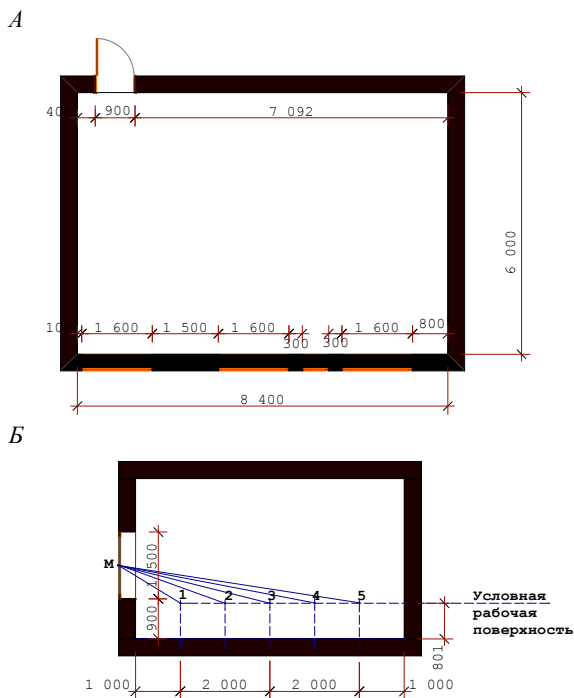 А
400 900 7 092
6 000
100 1 600 1 500 1 600 1 600 800
300 300
8 400
Б
1 500
М
1 2 3 4 5
Условная
рабочая
поверхность
900
801
1 000 2 000 2 000 1 000